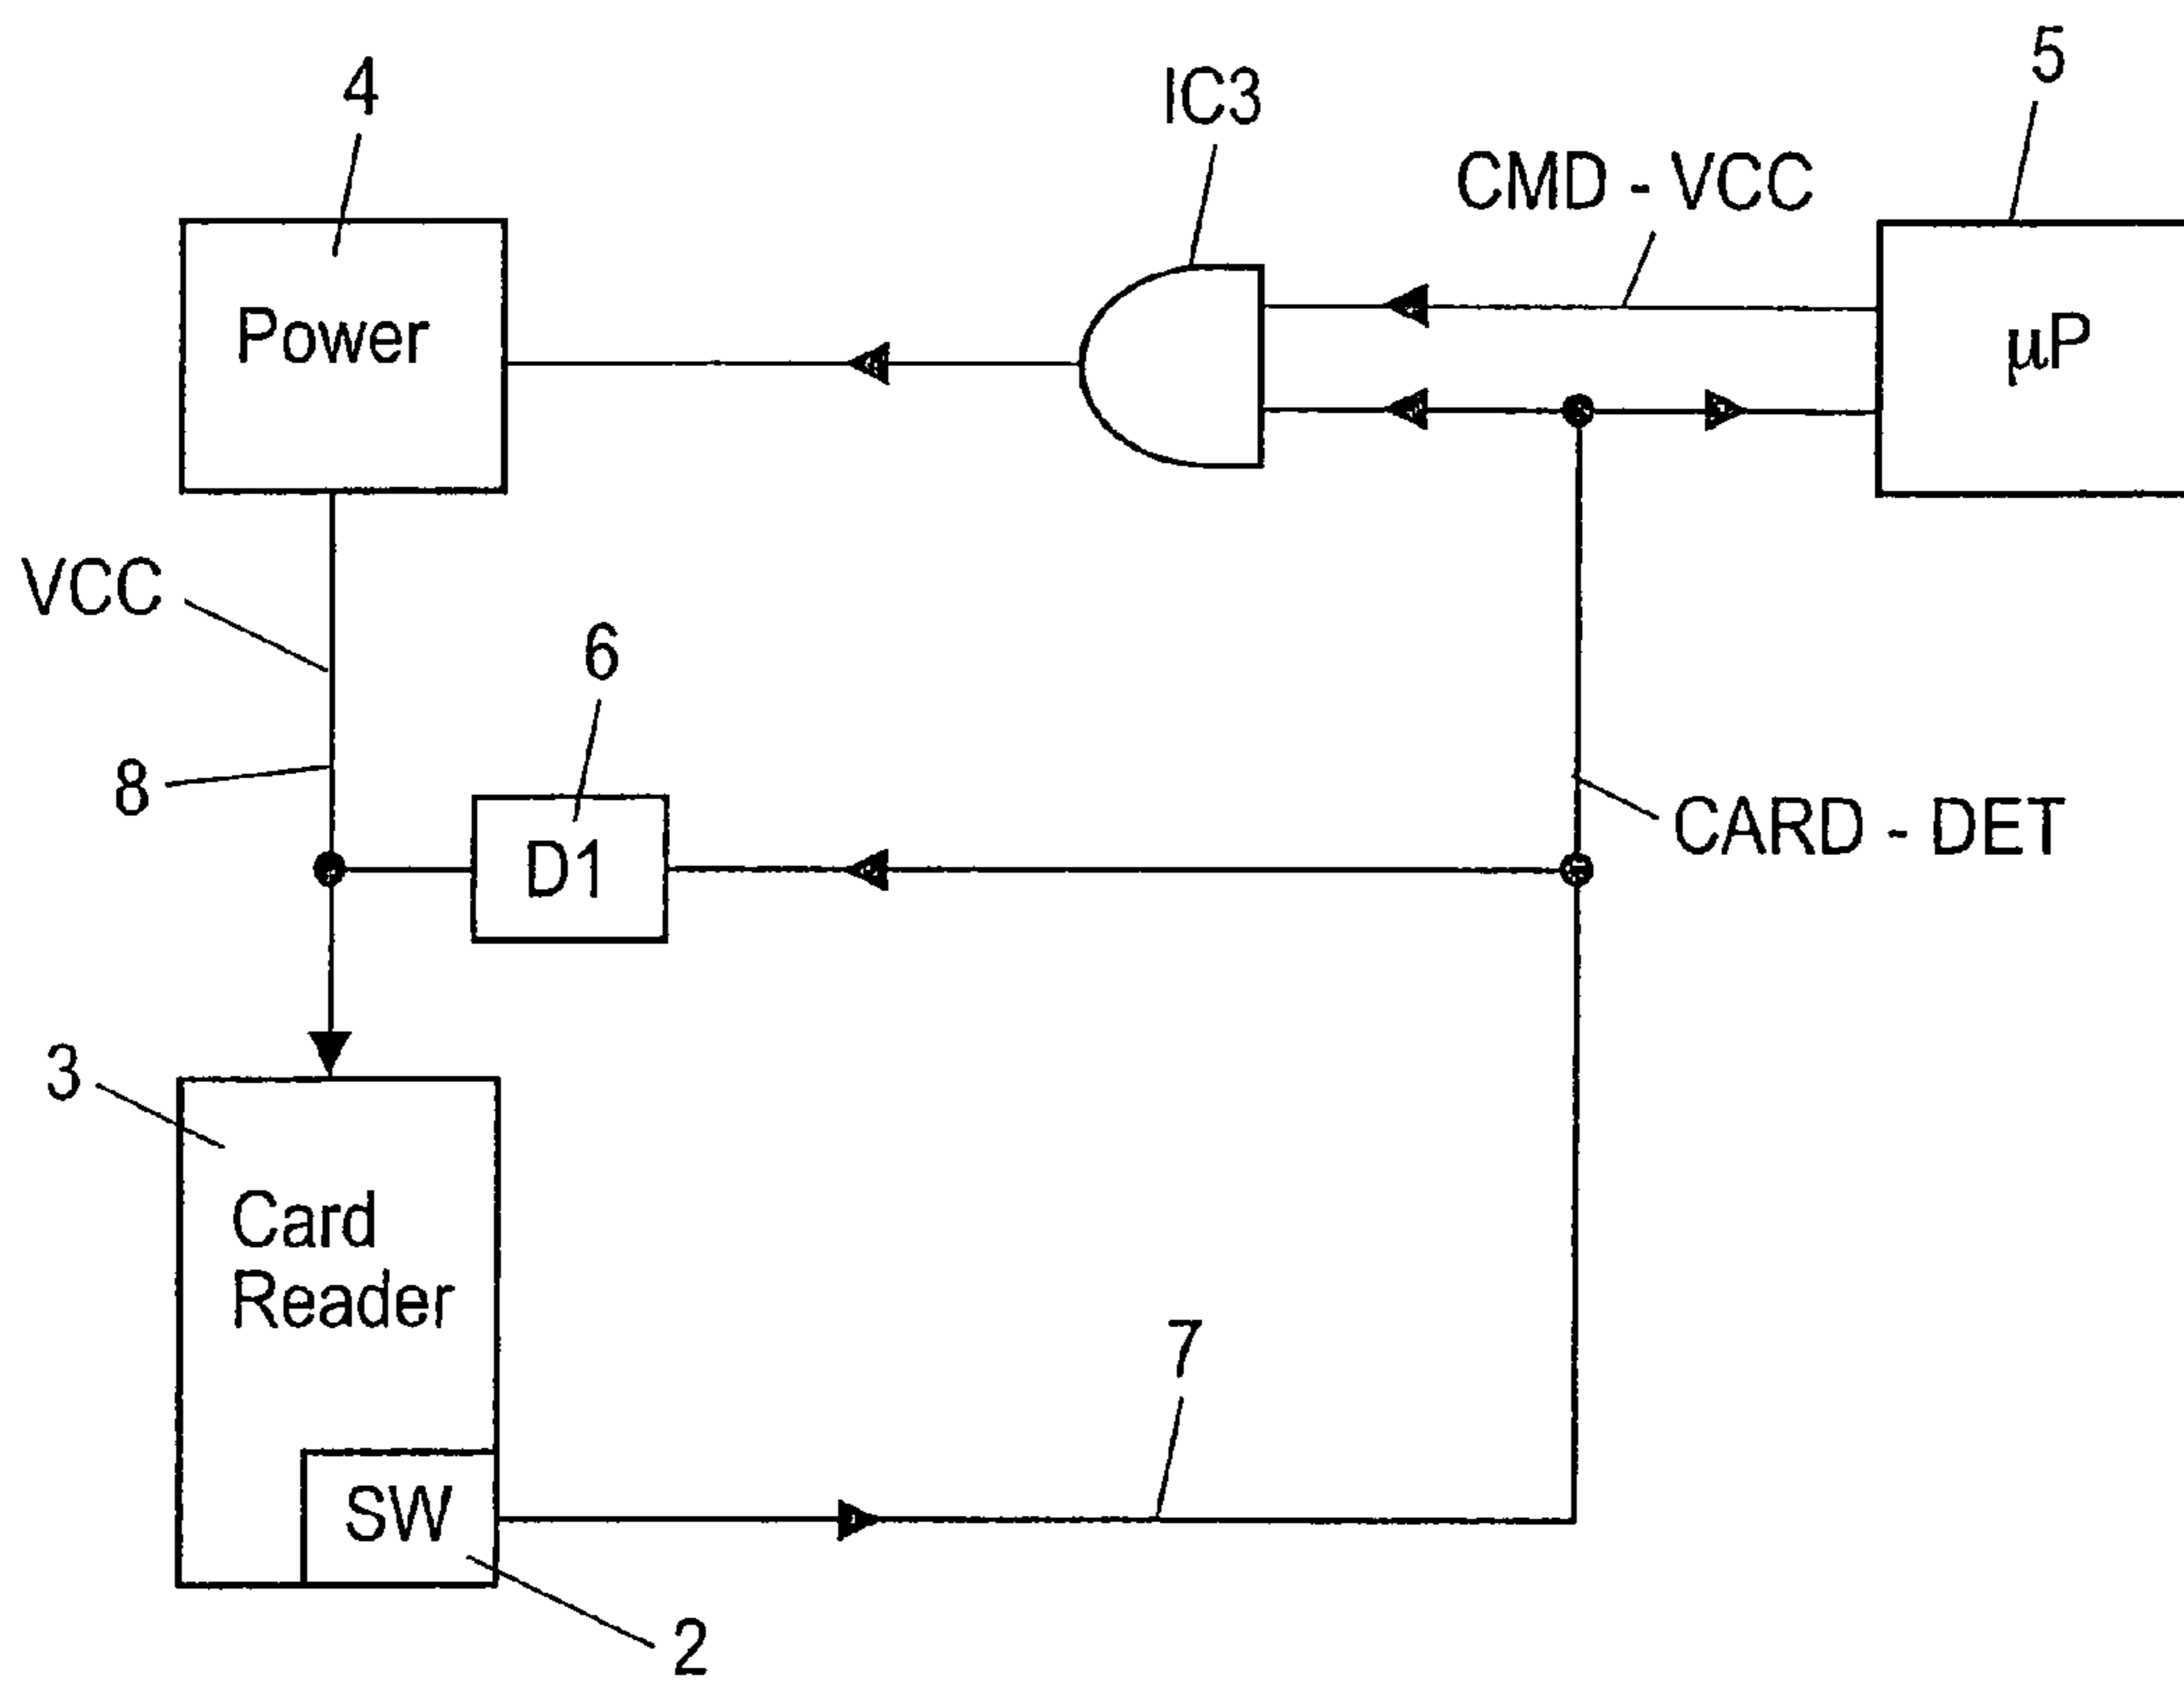 4
IC3
5
CMD - VCC
Power
µP
VCC
6
8
D1
CARD - DET
3
Card
Reader
7
SW
2